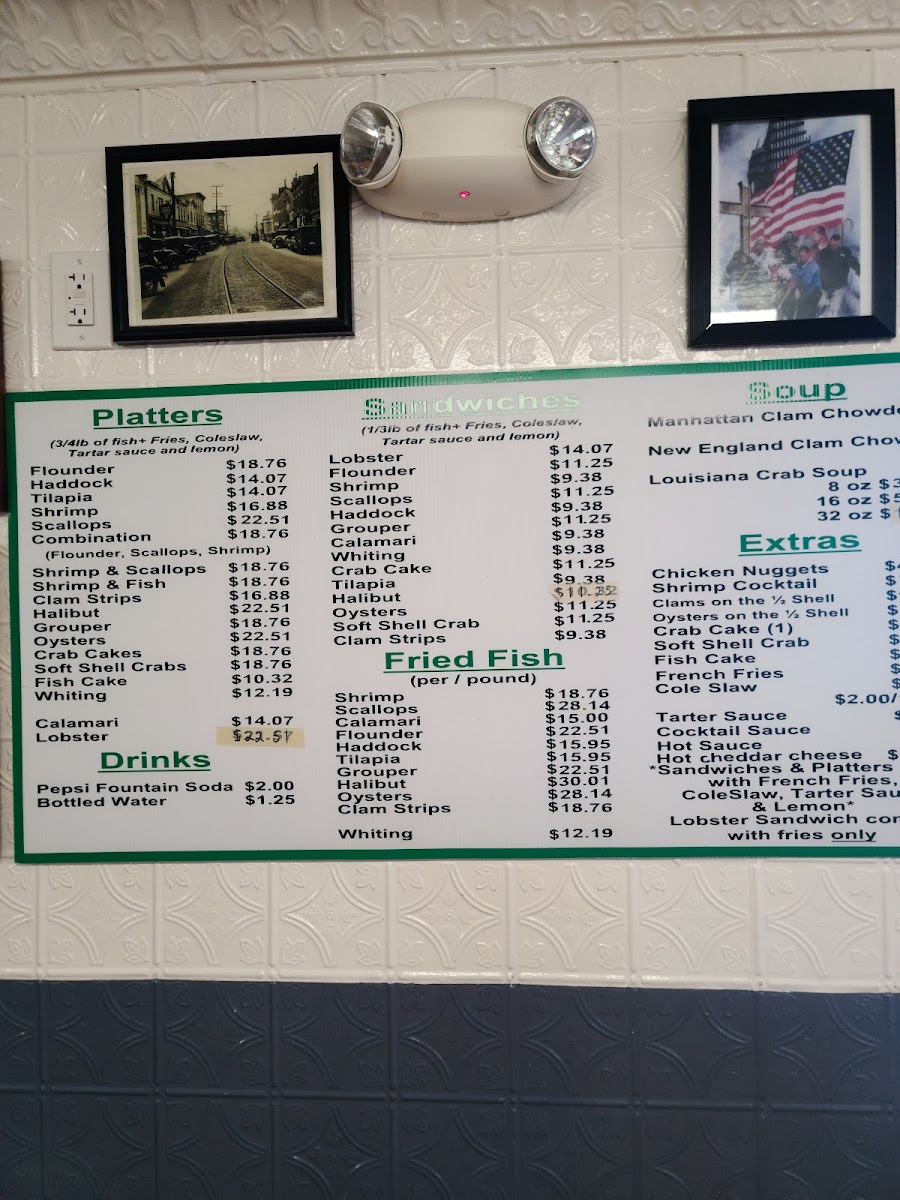 Platters
(3/4lb of fish+ Fries, Coleslaw,
Tartar sauce and lemon)
Flounder $18.76
Haddock $14.07
Tilapia $14.07
Shrimp $16.88
Scallops $22.51
Combination $18.76
(Flounder, Scallops, Shrimp)
Shrimp & Scallops $18.76
Shrimp & Fish $18.76
Clam Strips $16.88
Halibut $22.51
Grouper $18.76
Oysters $22.51
Crab Cakes $18.76
Soft Shell Crabs $18.76
Fish Cake $10.32
Whiting $12.19
Calamari $14.07
Lobster $22.51
Drinks
Pepsi Fountain Soda $2.00
Bottled Water $1.25
Sandwiches
(1/3lb of fish+ Fries, Coleslaw,
Tartar sauce and lemon)
Lobster $14.07
Flounder $11.25
Shrimp $9.38
Scallops $11.25
Haddock $9.38
Grouper $11.25
Calamari $9.38
Whiting $9.38
Crab Cake $11.25
Tilapia $9.38
Halibut
Oysters $11.25
Soft Shell Crab $11.25
Clam Strips $9.38
Fried Fish
(per / pound)
Shrimp $18.76
Scallops $28.14
Calamari $15.00
Flounder $22.51
Haddock $15.95
Tilapia $15.95
Grouper $22.51
Halibut $30.01
Oysters $28.14
Clam Strips $18.76
Whiting $12.19
Soup
Manhattan Clam
New England Clam
Louisiana Crab Soup
8 oz
16 oz
32 oz
Extras
Chicken Nuggets
Shrimp Cocktail
Clams on the ½ Shell
Oysters on the ½ Shell
Crab Cake (1)
Soft Shell Crab
Fish Cake
French Fries
Cole Slaw
$2.00/
Tarter Sauce
Cocktail Sauce
Hot Sauce
Hot cheddar cheese
*Sandwiches & Platters
with French Fries,
ColeSlaw, Tarter
& Lemon*
Lobster Sandwich
with fries only